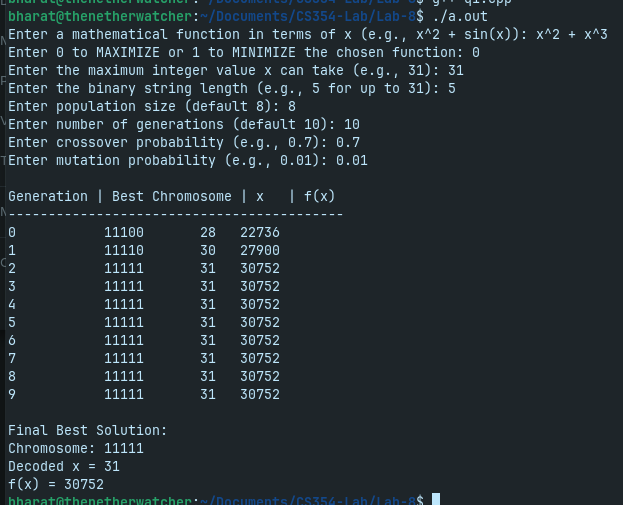 bharat@thenetherwatcher:~/Documents/CS354-Lab/Lab-8$ g++ q1.cpp
bharat@thenetherwatcher:~/Documents/CS354-Lab/Lab-8$ ./a.out
Enter a mathematical function in terms of x (e.g., x^2 + sin(x)): x^2 + x^3
Enter 0 to MAXIMIZE or 1 to MINIMIZE the chosen function: 0
Enter the maximum integer value x can take (e.g., 31): 31
Enter the binary string length (e.g., 5 for up to 31): 5
Enter population size (default 8): 8
Enter number of generations (default 10): 10
Enter crossover probability (e.g., 0.7): 0.7
Enter mutation probability (e.g., 0.01): 0.01
Generation | Best Chromosome | x   | f(x)
------------------------------------------
0           11100       28   22736
1           11110       30   27900
2           11111       31   30752
3           11111       31   30752
4           11111       31   30752
5           11111       31   30752
6           11111       31   30752
7           11111       31   30752
8           11111       31   30752
9           11111       31   30752
Final Best Solution:
Chromosome: 11111
Decoded x = 31
f(x) = 30752
bharat@thenetherwatcher:~/Documents/CS354-Lab/Lab-8$